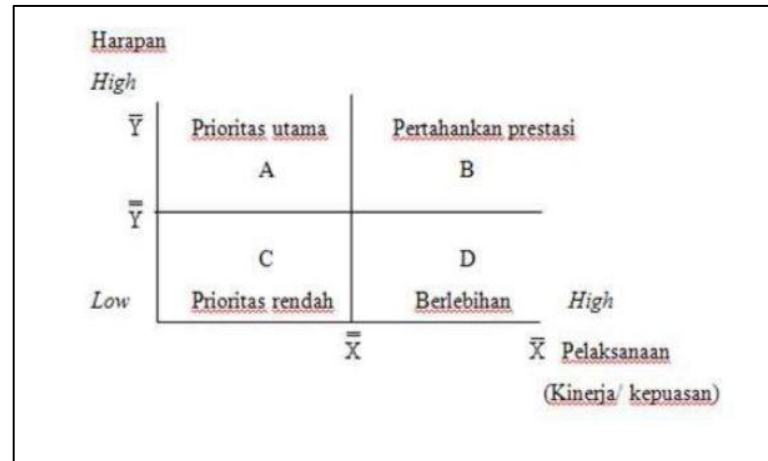 Harapan
High
Y̅ Prioritas utama Pertahankan prestasi
A B
Y̿
C D
Low Prioritas rendah Berlebihan High
X̿ X̅ Pelaksanaan
(Kinerja/ kepuasan)